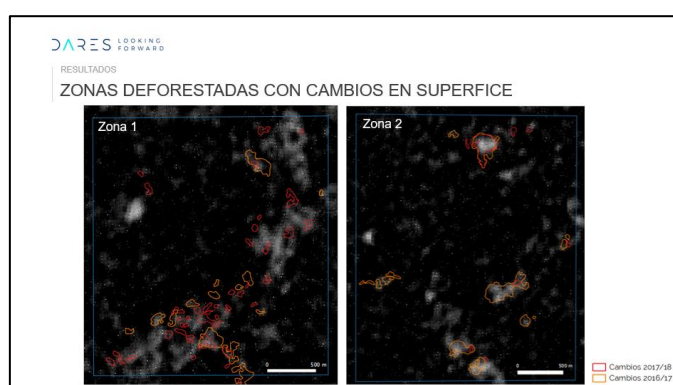 DARES LOOKING FORWARD
RESULTADOS
ZONAS DEFORESTADAS CON CAMBIOS EN SUPERFICE
Zona 1
Zona 2
0 500 m
0 500 m
Cambios 2017/18
Cambios 2016/17